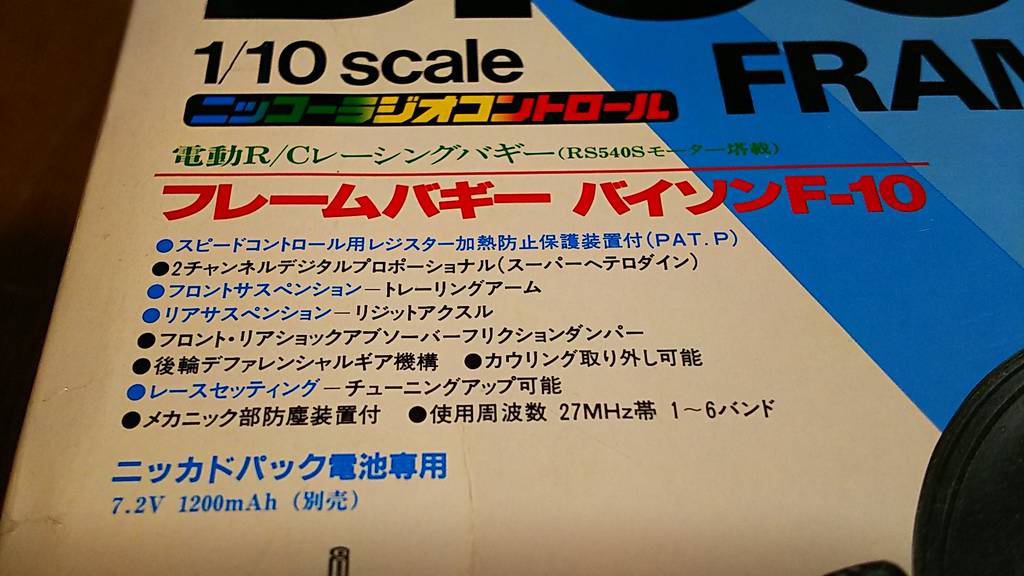 1/10 scale
FRAM
ニッコーラジオコントロール
電動R/Cレーシングバギー(RS540Sモーター塔載)
フレームバギー バイソンF-10
●スピードコントロール用レジスター加熱防止保護装置付(PAT.P)
●2チャンネルデジタルプロポーショナル(スーパーヘテロダイン)
●フロントサスペンション−トレーリングアーム
●リアサスペンション−リジットアクスル
●フロント・リアショックアブソーバーフリクションダンパー
●後輪デファレンシャルギア機構 ●カウリング取り外し可能
●レースセッティング−チューニングアップ可能
●メカニック部防塵装置付 ●使用周波数 27MHz帯 1〜6バンド
ニッカドパック電池専用
7.2V 1200mAh (別売)